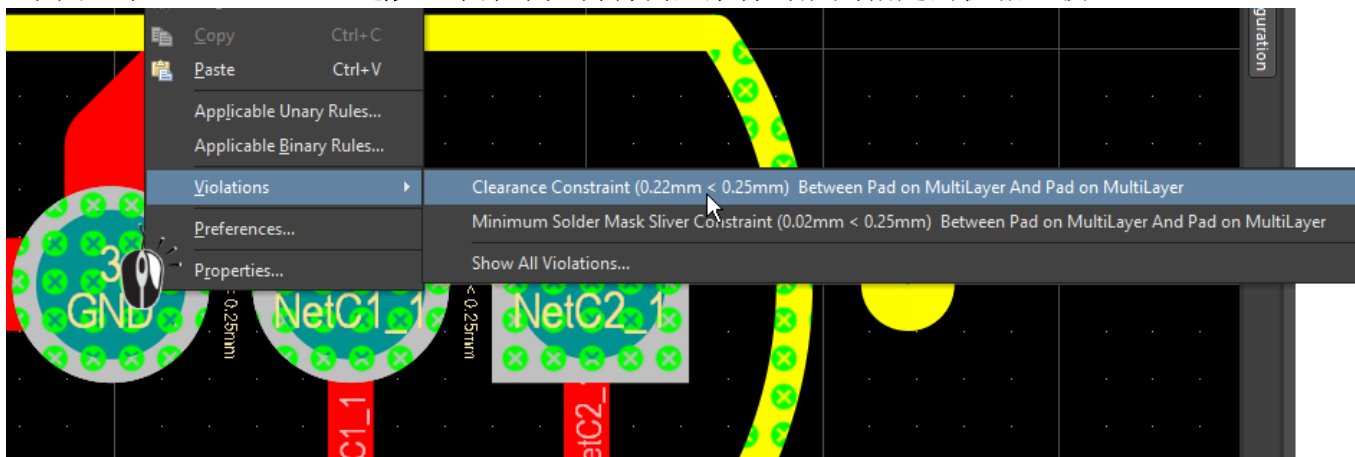 Copy Ctrl+C
Paste Ctrl+V
Applicable Unary Rules...
Applicable Binary Rules...
Violations
Clearance Constraint (0.22mm < 0.25mm) Between Pad on MultiLayer And Pad on MultiLayer
Minimum Solder Mask Sliver Constraint (0.02mm < 0.25mm) Between Pad on MultiLayer And Pad on MultiLayer
Show All Violations...
Preferences...
Properties...
3
GND
< 0.25mm
NetC1_1
< 0.25mm
NetC2_1
C1_1
etC2_
guration